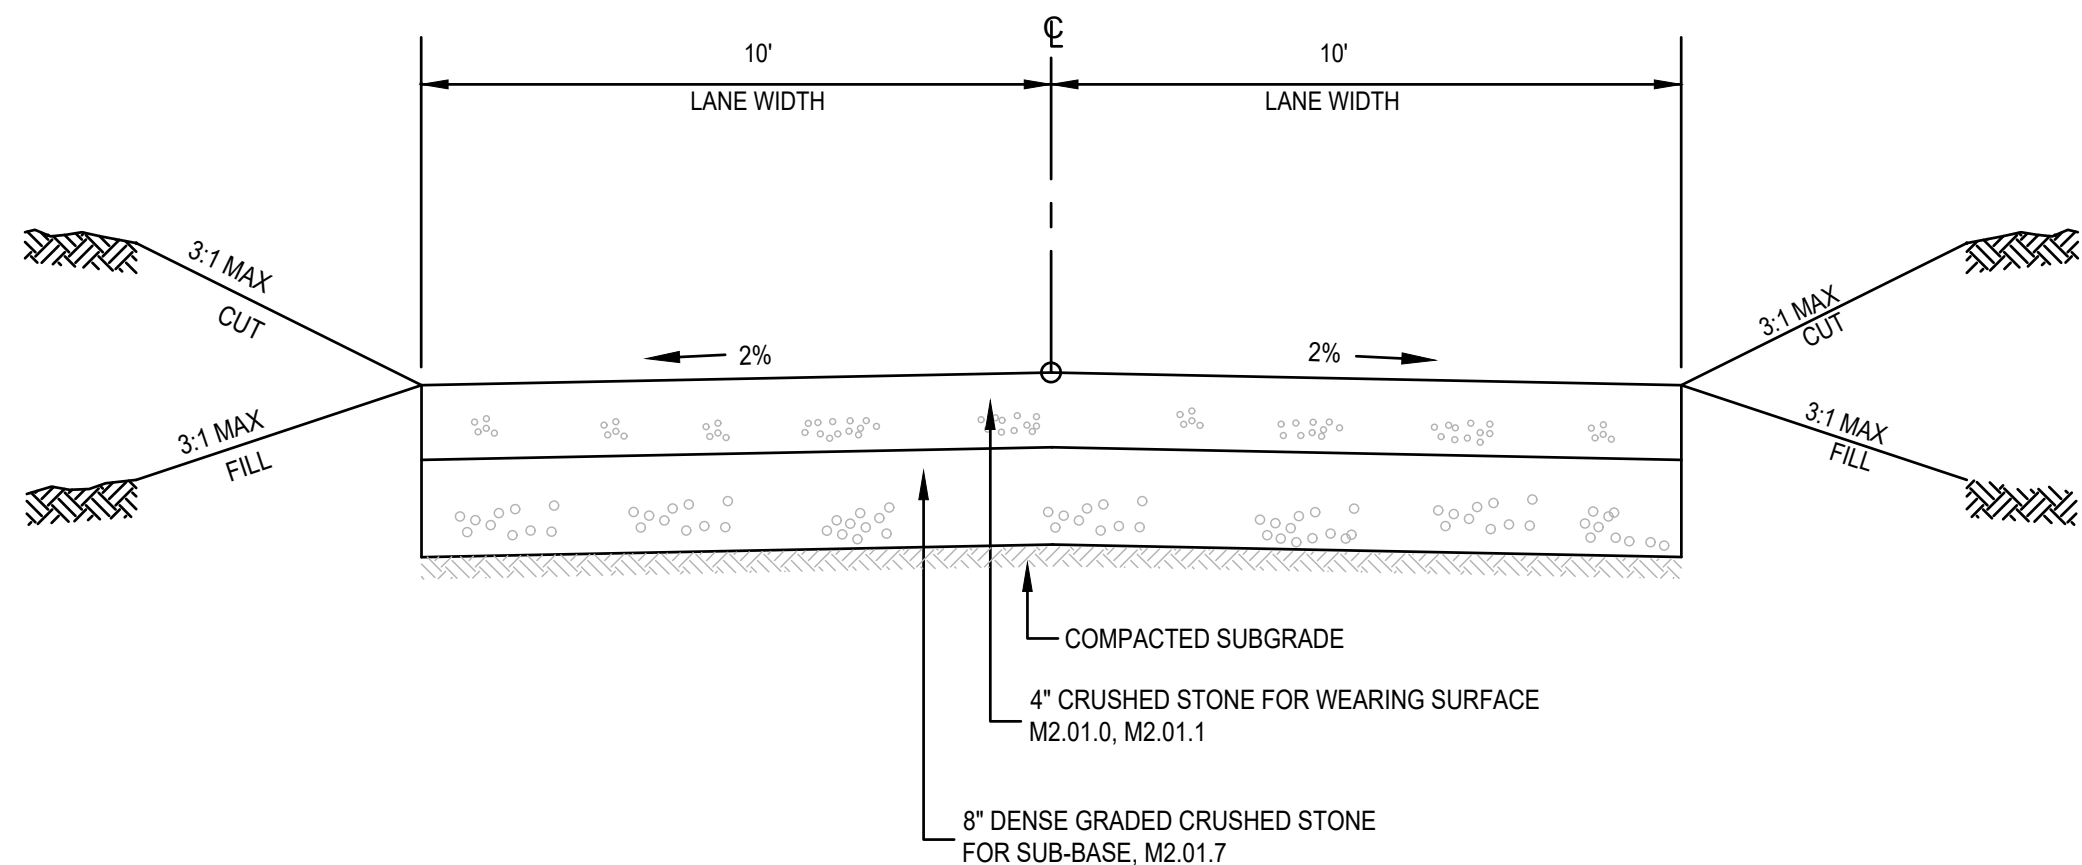 ℄
10' 10'
LANE WIDTH LANE WIDTH
3:1 MAX 3:1 MAX
CUT CUT
2% 2%
3:1 MAX 3:1 MAX
FILL FILL
COMPACTED SUBGRADE
4" CRUSHED STONE FOR WEARING SURFACE
M2.01.0, M2.01.1
8" DENSE GRADED CRUSHED STONE
FOR SUB-BASE, M2.01.7